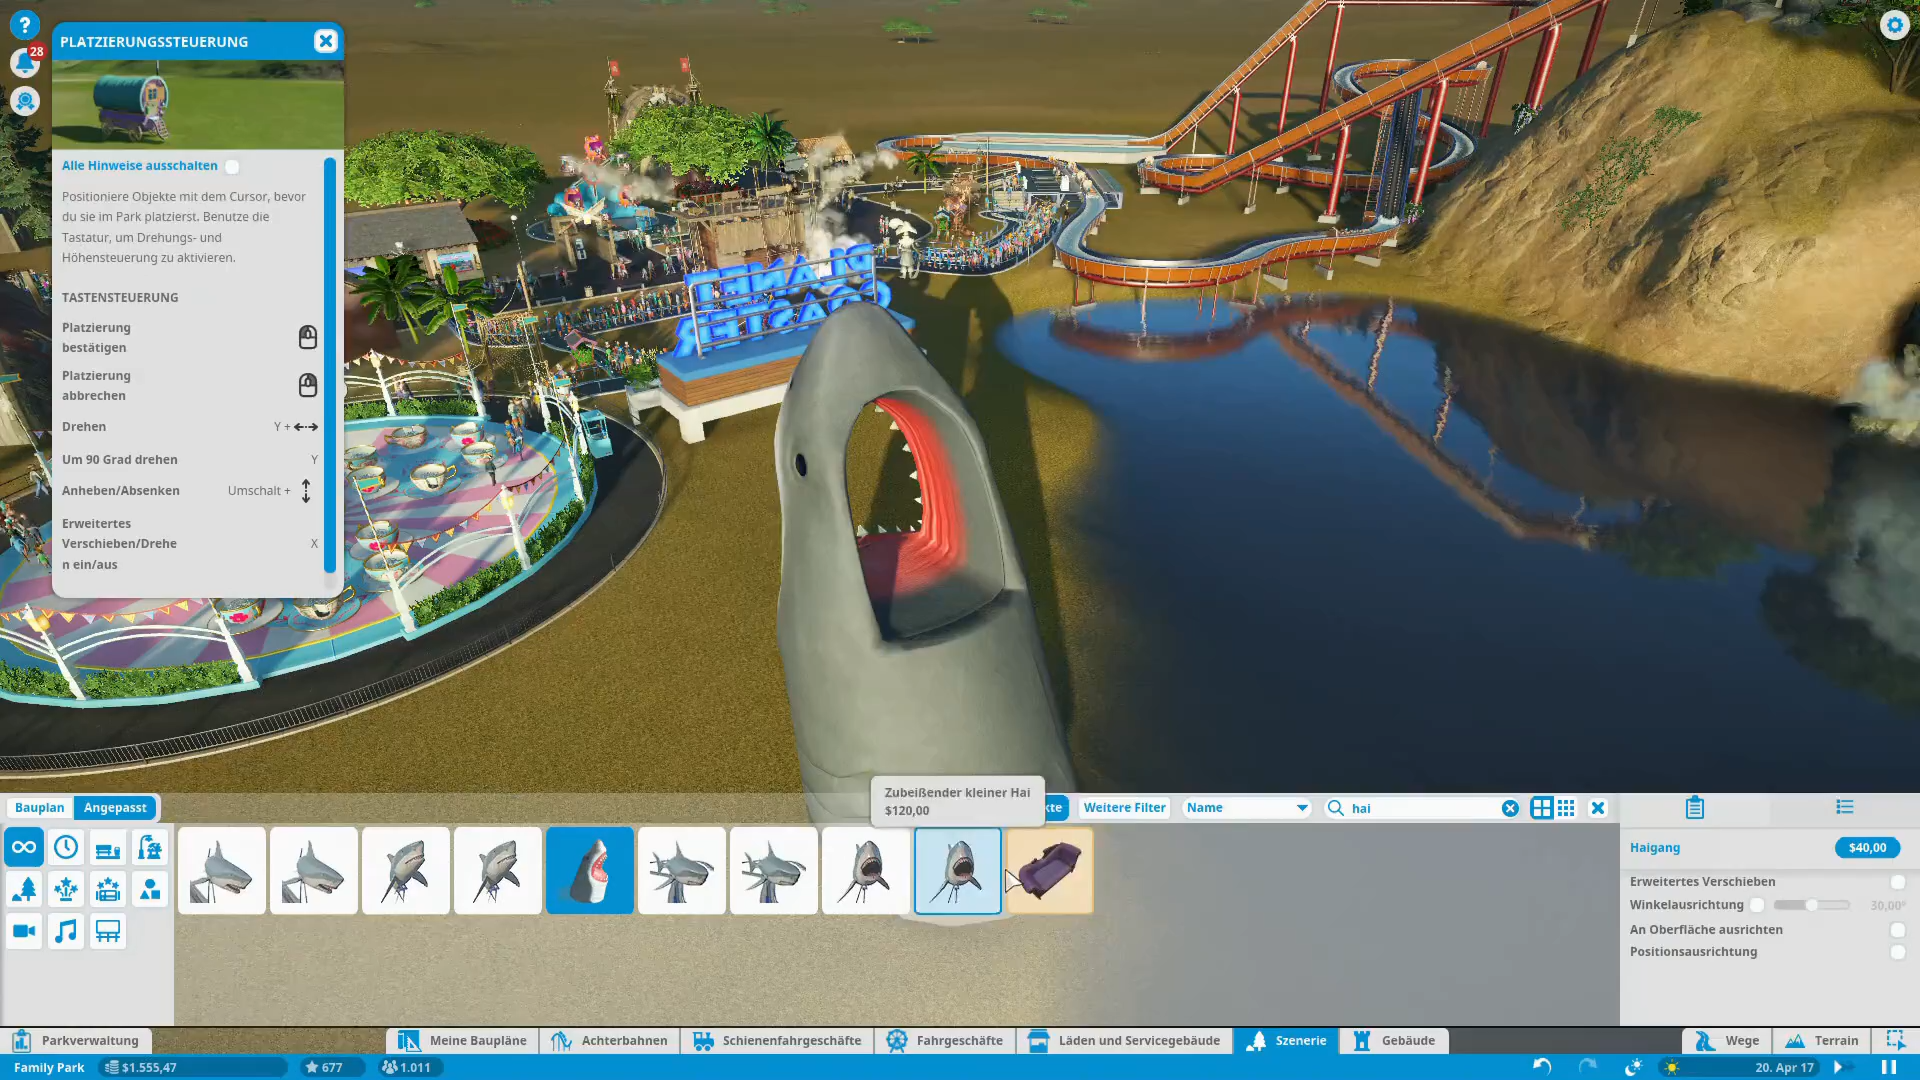 ?
28
PLATZIERUNGSSTEUERUNG
Alle Hinweise ausschalten
Positioniere Objekte mit dem Cursor, bevor
du sie im Park platzierst. Benutze die
Tastatur, um Drehungs- und
Höhensteuerung zu aktivieren.
TASTENSTEUERUNG
Platzierung
bestätigen
Platzierung
abbrechen
Drehen Y +
Um 90 Grad drehen Y
Anheben/Absenken Umschalt +
Erweitertes
Verschieben/Drehe
n ein/aus X
PLANET
COASTER
Zubeißender kleiner Hai
$120,00
Bauplan Angepasst kte Weitere Filter Name hai
Haigang $40,00
Erweitertes Verschieben
Winkelausrichtung 30,00°
An Oberfläche ausrichten
Positionsausrichtung
Parkverwaltung Meine Baupläne Achterbahnen Schienenfahrgeschäfte Fahrgeschäfte Läden und Servicegebäude Szenerie Gebäude Wege Terrain
Family Park $1.555,47 677 1.011 20. Apr 17